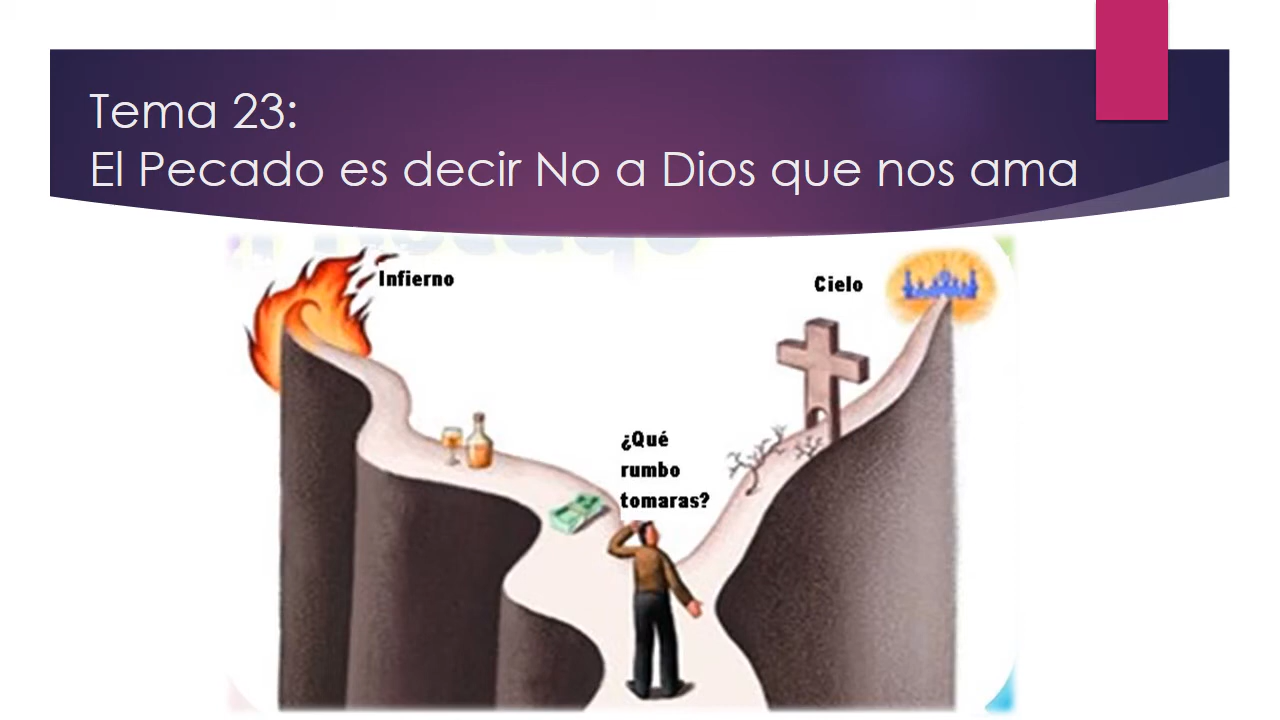 Tema 23:
El Pecado es decir No a Dios que nos ama
Infierno
Cielo
¿Qué
rumbo
tomaras?